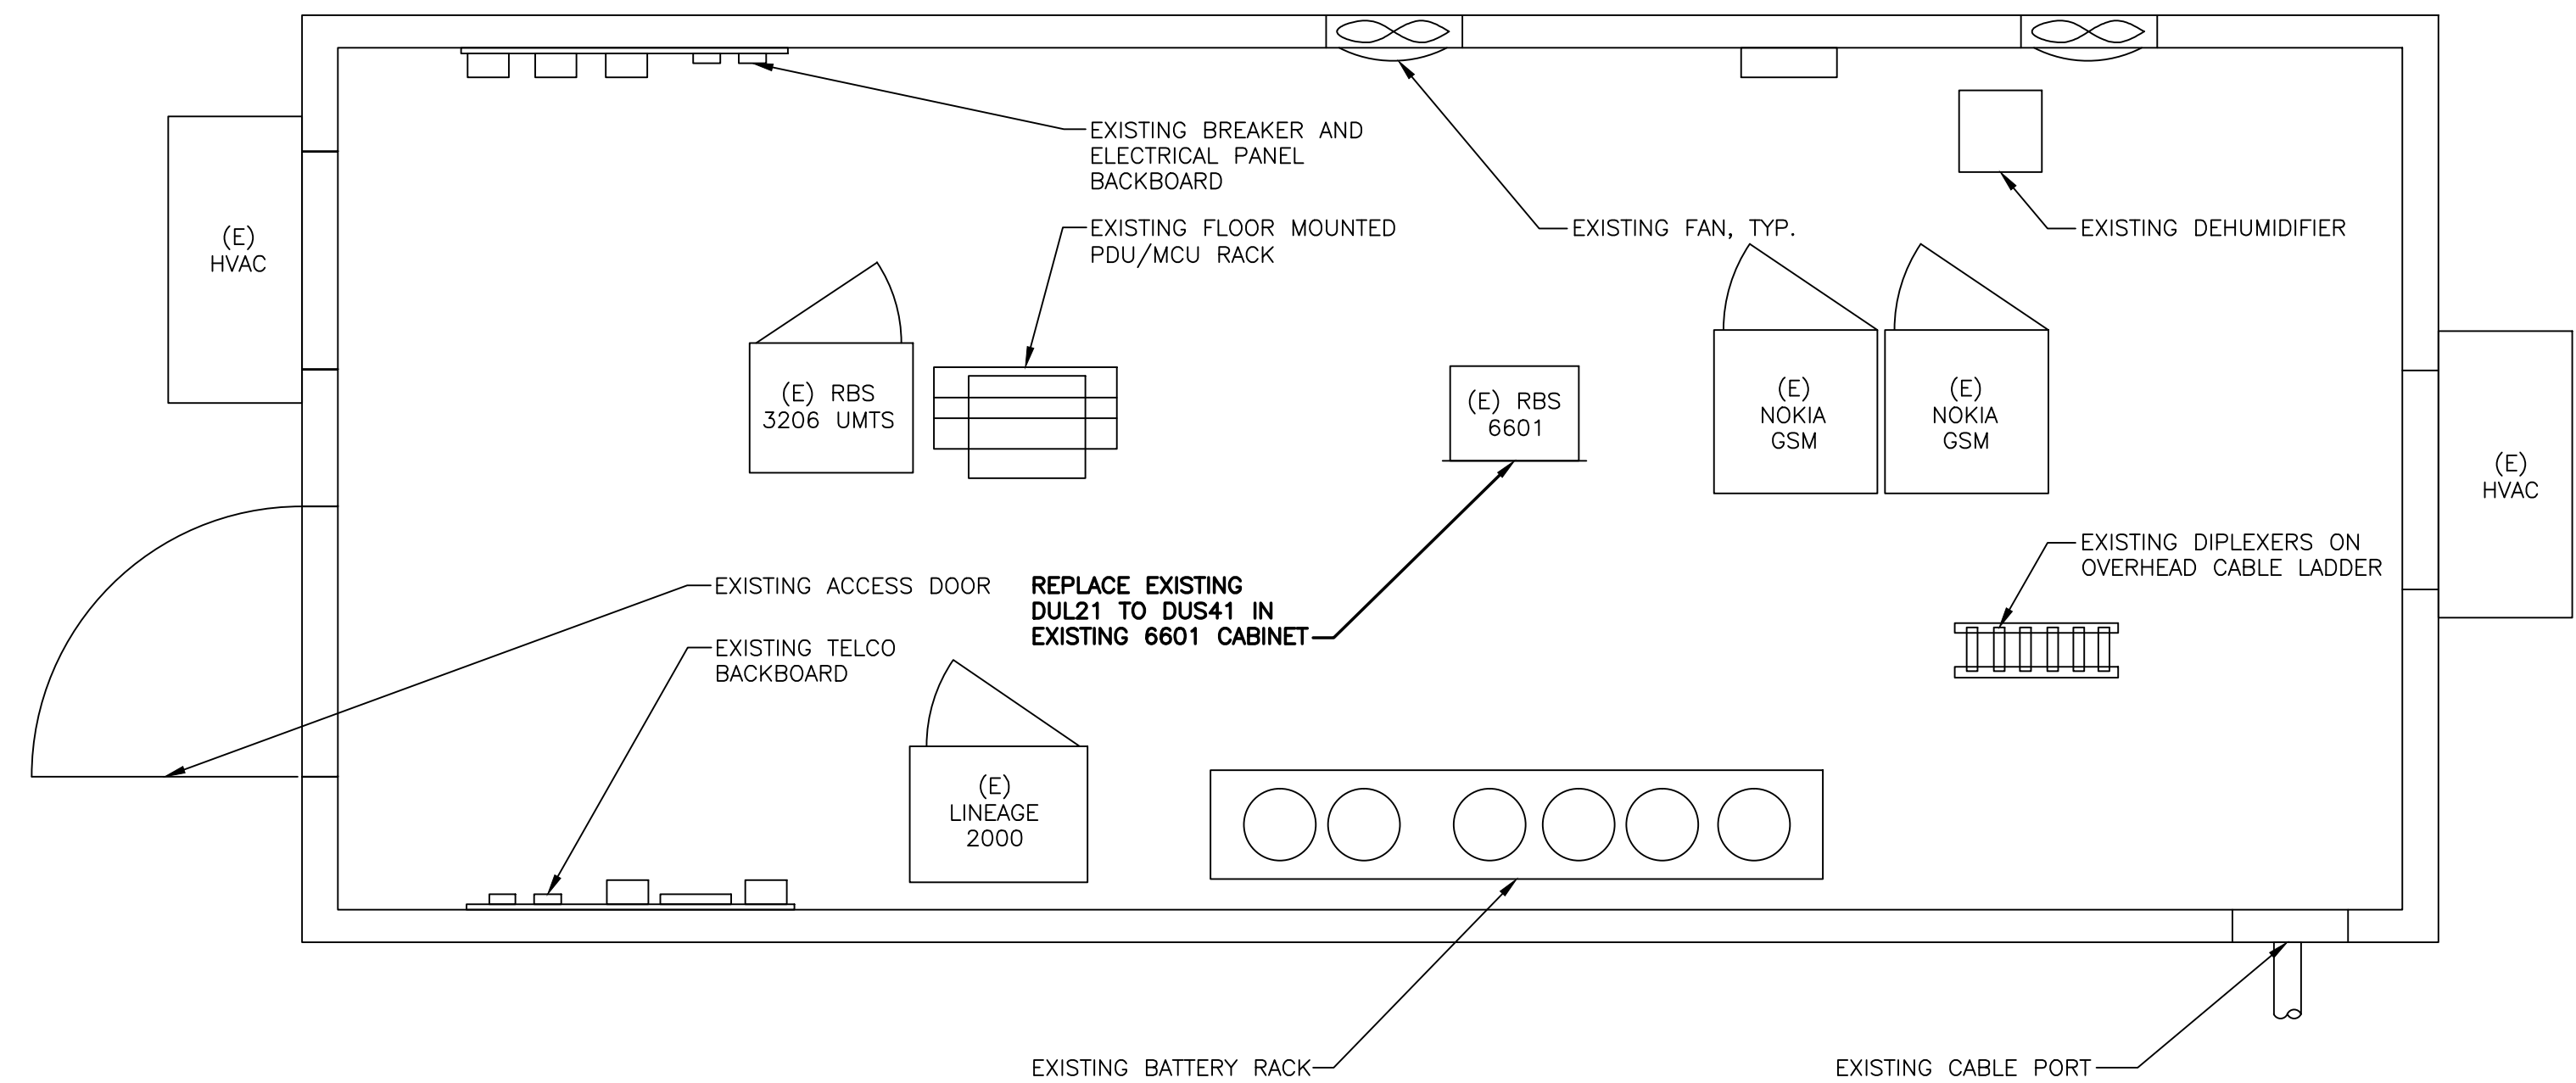 EXISTING BREAKER AND
ELECTRICAL PANEL
BACKBOARD
(E)
HVAC
EXISTING FLOOR MOUNTED
PDU/MCU RACK
EXISTING FAN, TYP.
EXISTING DEHUMIDIFIER
(E) RBS
3206 UMTS
(E) RBS
6601
(E)
NOKIA
GSM
(E)
NOKIA
GSM
(E)
HVAC
EXISTING DIPLEXERS ON
OVERHEAD CABLE LADDER
EXISTING ACCESS DOOR
REPLACE EXISTING
DUL21 TO DUS41 IN
EXISTING 6601 CABINET
EXISTING TELCO
BACKBOARD
(E)
LINEAGE
2000
EXISTING BATTERY RACK
EXISTING CABLE PORT